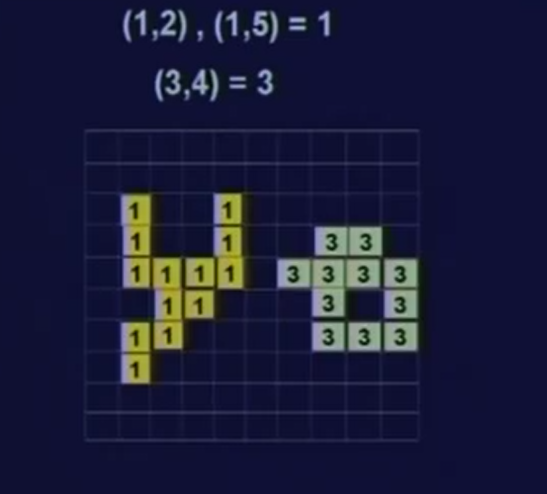 (1,2) , (1,5) = 1
(3,4) = 3
1 1
1 1 3 3
1 1 1 1 3 3 3 3
1 1 3 3
1 1 3 3 3
1